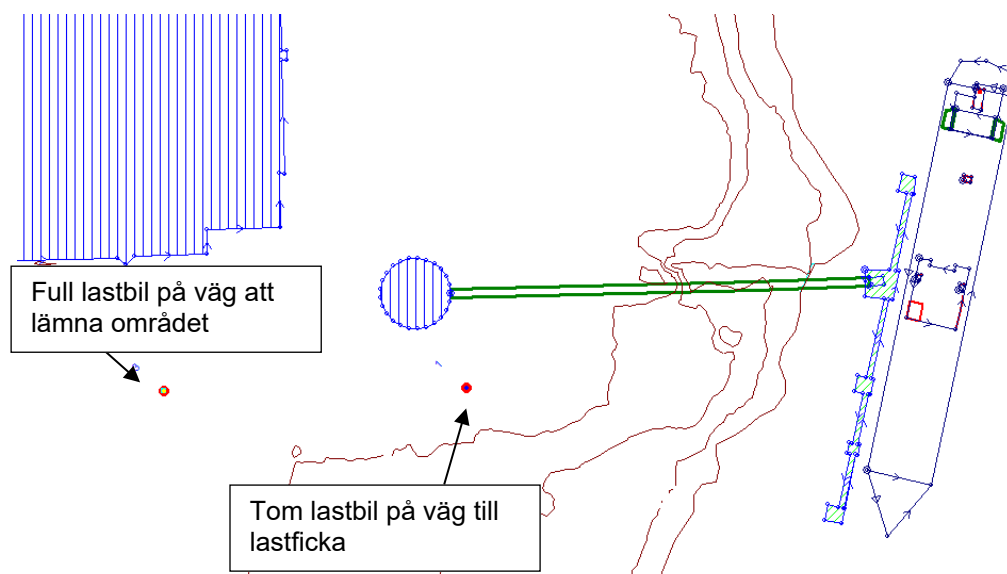 Full lastbil på väg att
lämna området
Tom lastbil på väg till
lastficka